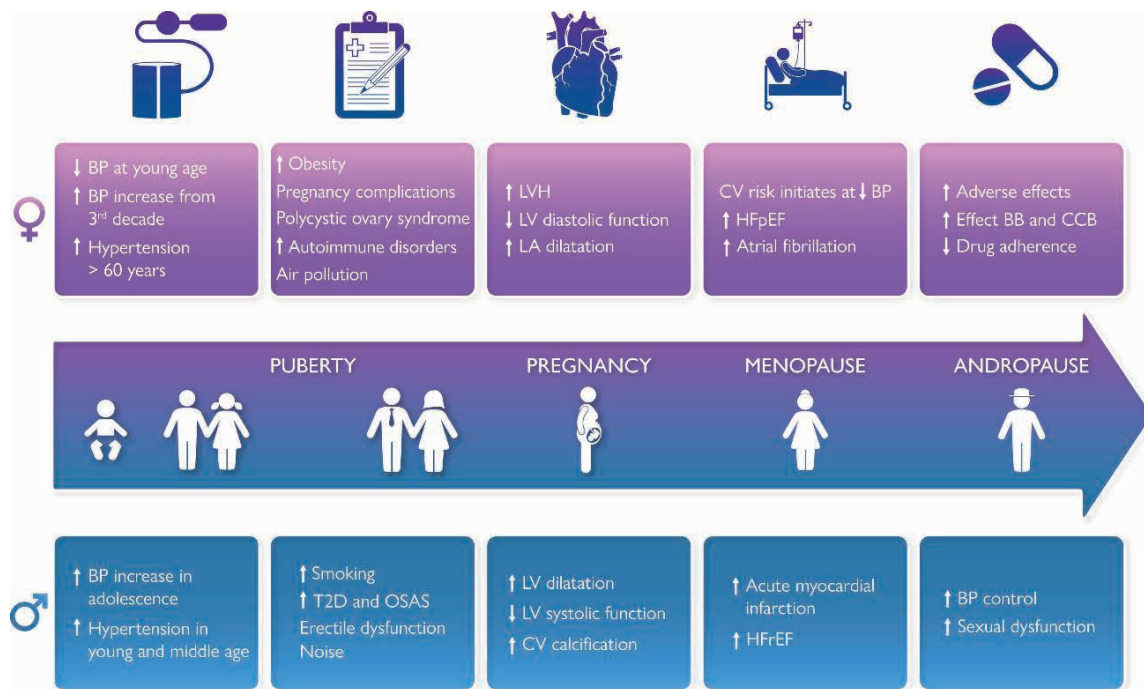 ↓ BP at young age
↑ BP increase from
3rd decade
↑ Hypertension
> 60 years
↑ Obesity
Pregnancy complications
Polycystic ovary syndrome
↑ Autoimmune disorders
Air pollution
↑ LVH
↓ LV diastolic function
↑ LA dilatation
CV risk initiates at ↓ BP
↑ HFpEF
↑ Atrial fibrillation
↑ Adverse effects
↑ Effect BB and CCB
↓ Drug adherence
PUBERTY
PREGNANCY
MENOPAUSE
ANDROPAUSE
↑ BP increase in
adolescence
↑ Hypertension in
young and middle age
↑ Smoking
↑ T2D and OSAS
Erectile dysfunction
Noise
↑ LV dilatation
↓ LV systolic function
↑ CV calcification
↑ Acute myocardial
infarction
↑ HFrEF
↑ BP control
↑ Sexual dysfunction